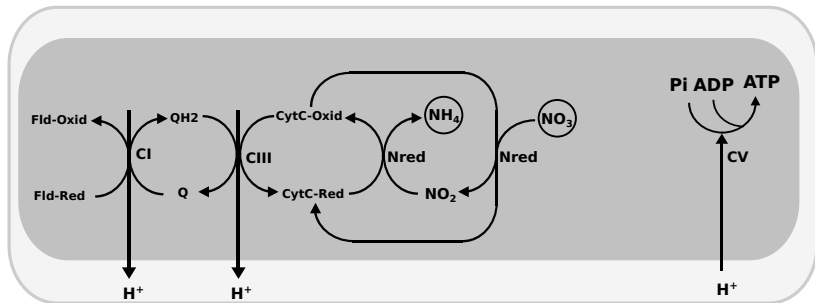 Pi ADP ATP
Fld-Oxid QH2 CytC-Oxid NH₄ NO₃
CI CIII Nred Nred CV
Fld-Red Q CytC-Red NO₂
H⁺ H⁺ H⁺